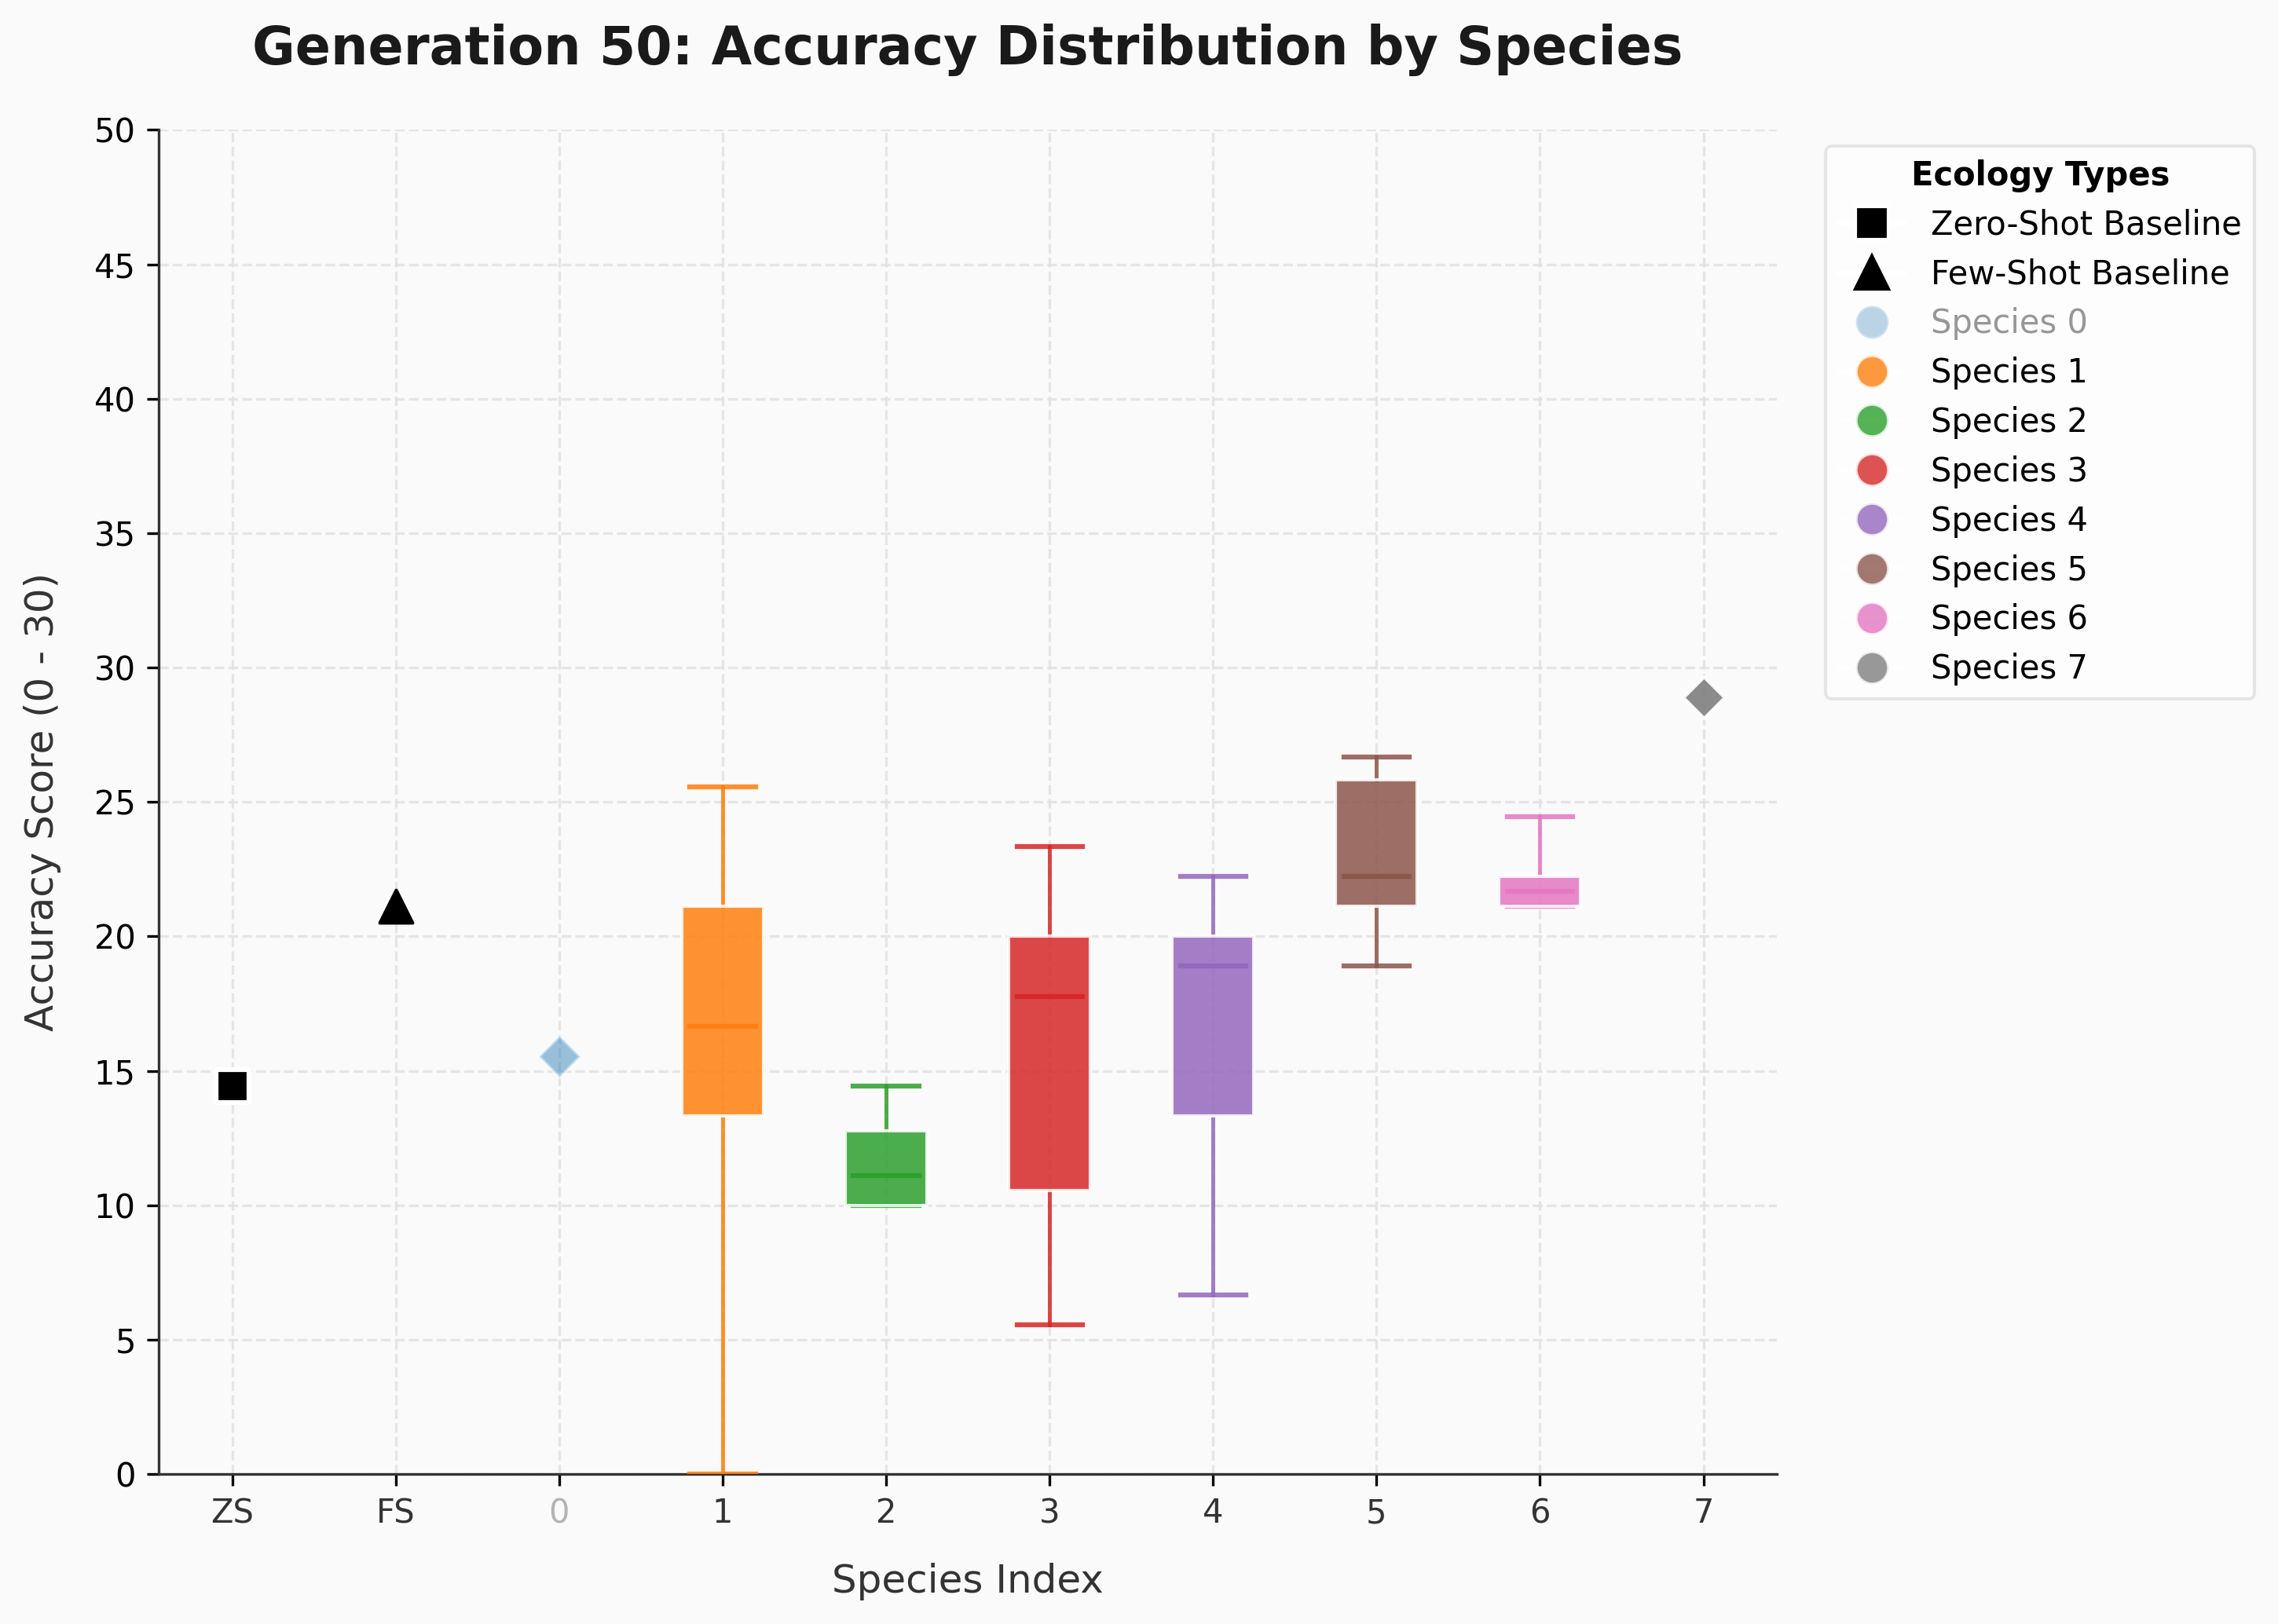 Generation 50: Accuracy Distribution by Species
50
45
40
35
30
25
20
15
10
5
0
Accuracy Score (0 - 30)
ZS FS 0 1 2 3 4 5 6 7
Species Index
Ecology Types
Zero-Shot Baseline
Few-Shot Baseline
Species 0
Species 1
Species 2
Species 3
Species 4
Species 5
Species 6
Species 7